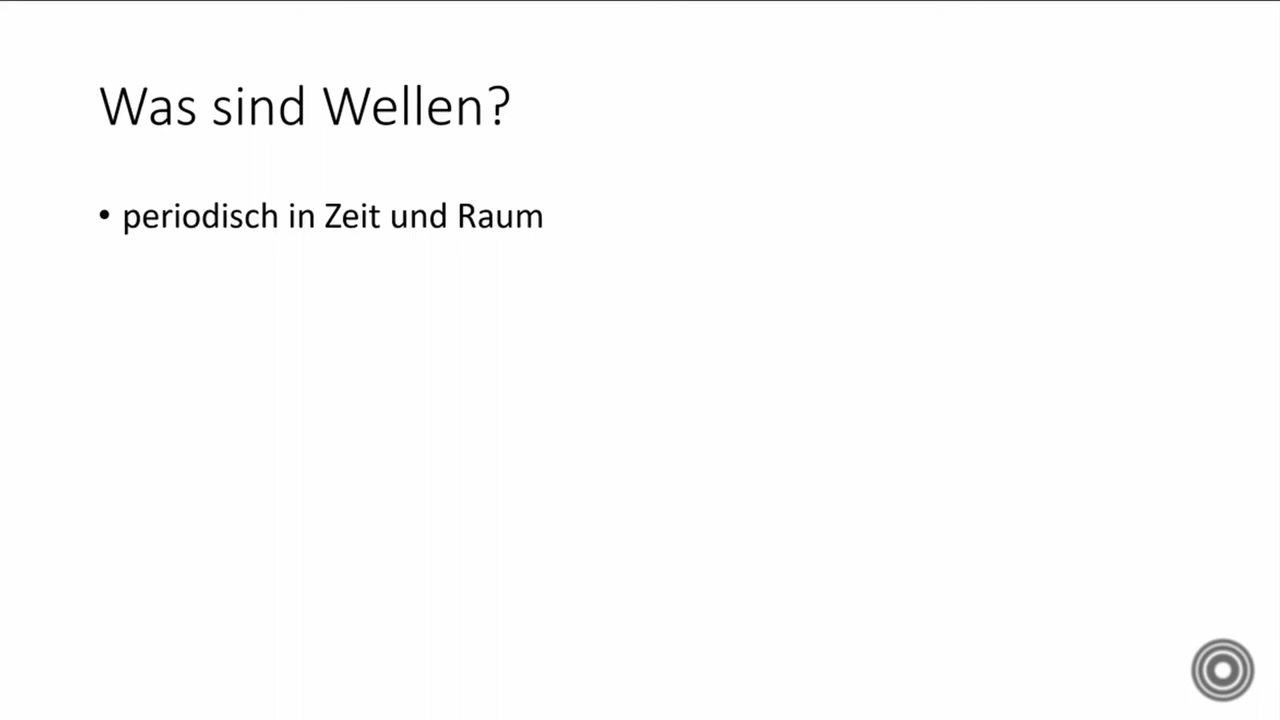 Was sind Wellen?
• periodisch in Zeit und Raum